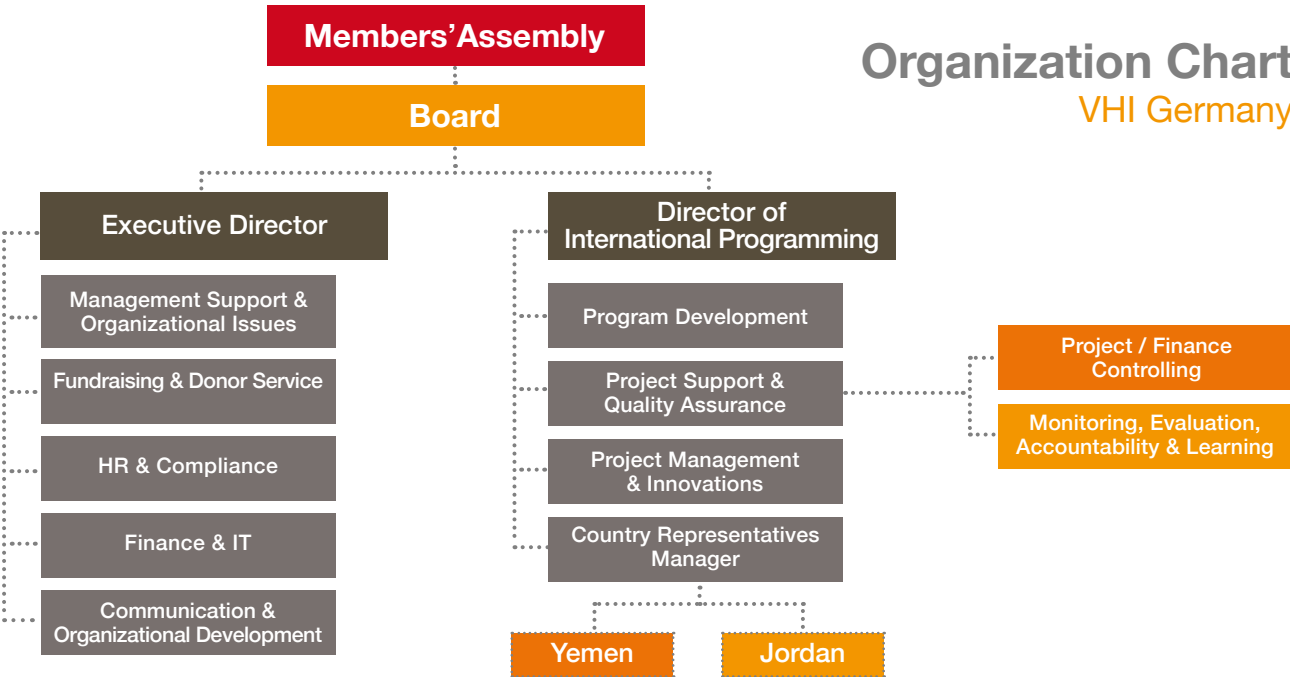 Members’Assembly
Board
Organization Chart
VHI Germany
Executive Director
Management Support &
Organizational Issues
Fundraising & Donor Service
HR & Compliance
Finance & IT
Communication &
Organizational Development
Director of
International Programming
Program Development
Project Support &
Quality Assurance
Project Management
& Innovations
Country Representatives
Manager
Yemen
Jordan
Project / Finance
Controlling
Monitoring, Evaluation,
Accountability & Learning